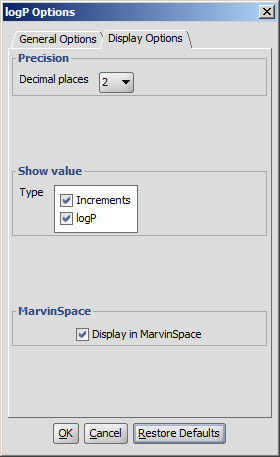 logP Options
General Options Display Options
Precision
Decimal places 2
Show value
Type Increments
logP
MarvinSpace
Display in MarvinSpace
OK Cancel Restore Defaults